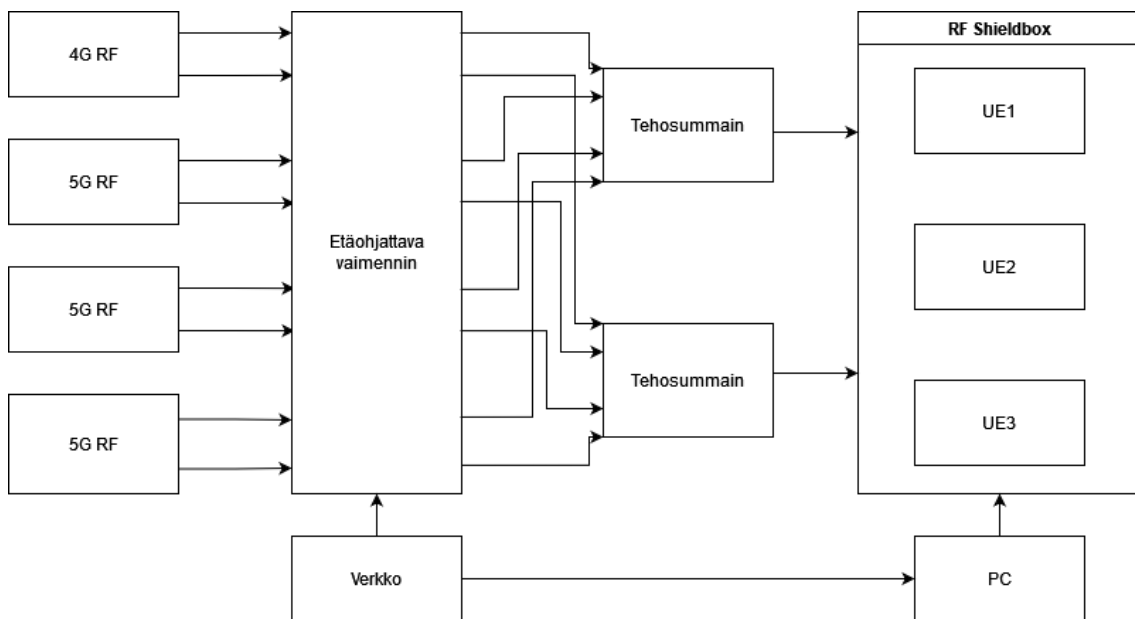 4G RF
5G RF
5G RF
5G RF
Etäohjattava
vaimennin
Tehosummain
Tehosummain
RF Shieldbox
UE1
UE2
UE3
Verkko
PC